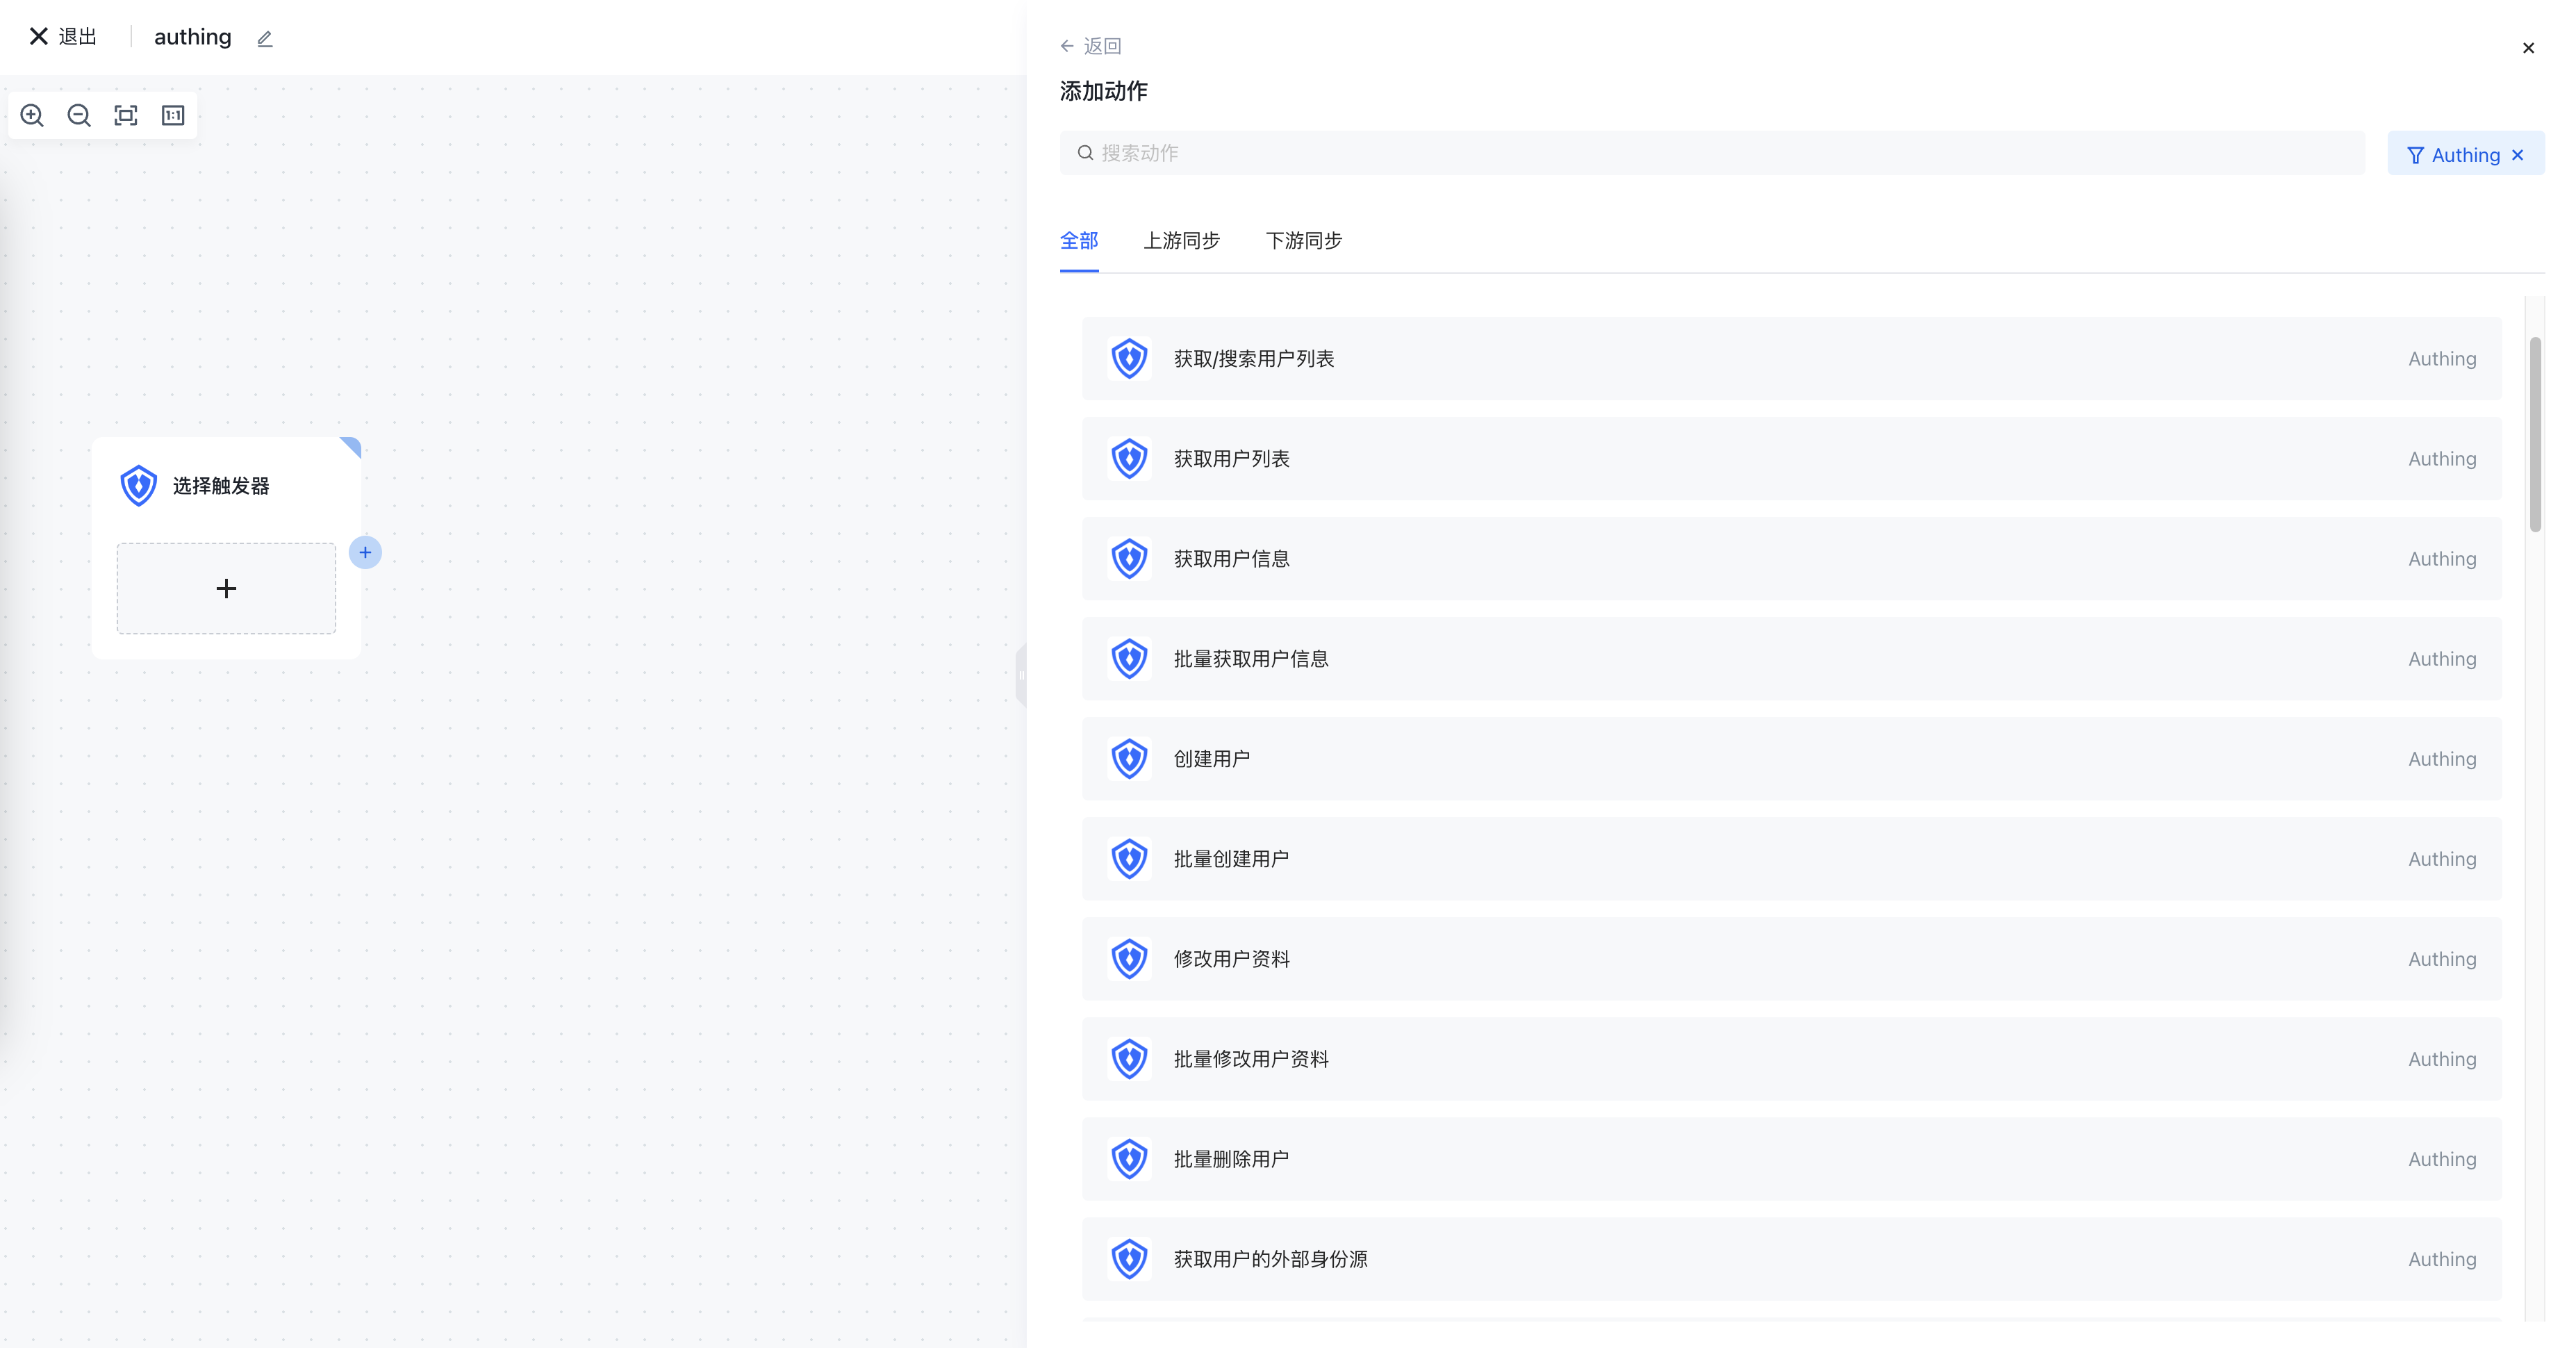 退出
authing
1:1
选择触发器
返回
添加动作
搜索动作
Authing
全部 上游同步 下游同步
获取/搜索用户列表 Authing
获取用户列表 Authing
获取用户信息 Authing
批量获取用户信息 Authing
创建用户 Authing
批量创建用户 Authing
修改用户资料 Authing
批量修改用户资料 Authing
批量删除用户 Authing
获取用户的外部身份源 Authing